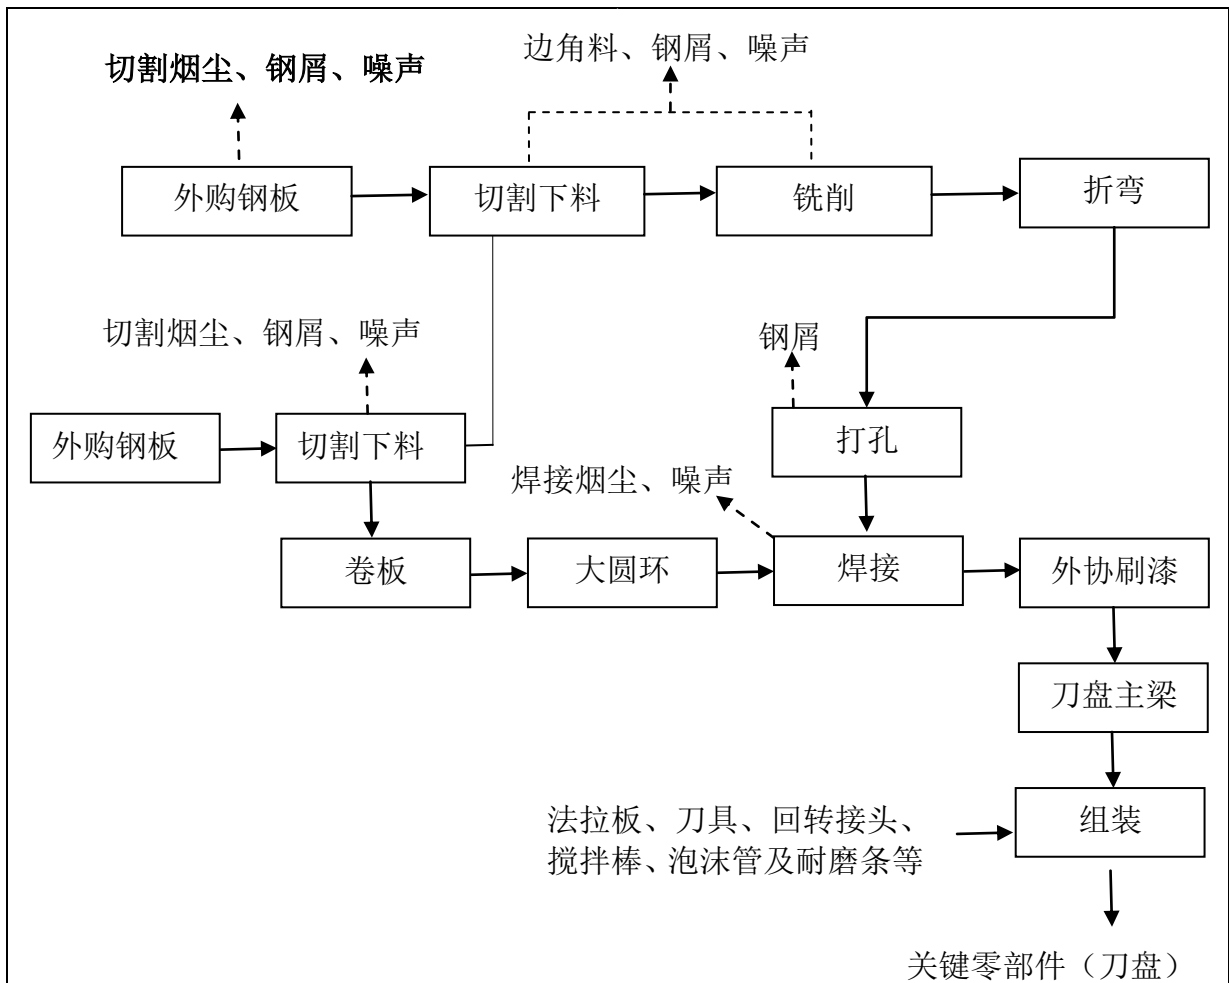 边角料、钢屑、噪声
切割烟尘、钢屑、噪声
外购钢板
切割下料
铣削
折弯
切割烟尘、钢屑、噪声
钢屑
外购钢板
切割下料
打孔
焊接烟尘、噪声
卷板
大圆环
焊接
外协刷漆
刀盘主梁
法拉板、刀具、回转接头、
搅拌棒、泡沫管及耐磨条等
组装
关键零部件（刀盘）